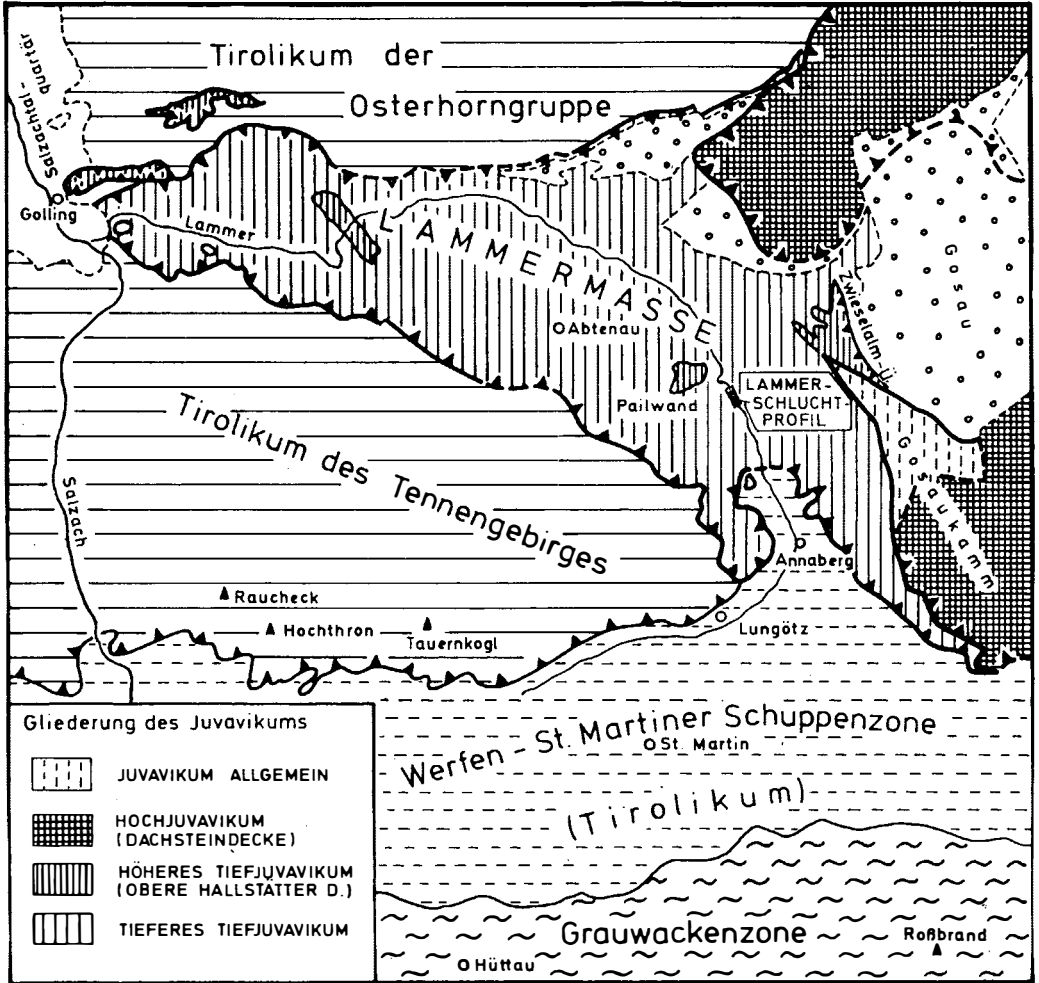 Tirolikum der
Osterhorngruppe
Salzachtal-
quartär
Golling
Lammer
LAMMERMASSE
Abtenau
Pailwand
LAMMER-
SCHLUCHT-
PROFIL
Zwieselalm-Ü.
Gosau
Gosaukamm
Tirolikum des Tennengebirges
Salzach
Annaberg
Raucheck
Hochthron
Tauernkogl
Lungötz
Werfen - St. Martiner Schuppenzone
St. Martin
(Tirolikum)
Grauwackenzone
Roßbrand
Hüttau
Gliederung des Juvavikums
JUVAVIKUM ALLGEMEIN
HOCHJUVAVIKUM
(DACHSTEINDECKE)
HÖHERES TIEFJUVAVIKUM
(OBERE HALLSTÄTTER D.)
TIEFERES TIEFJUVAVIKUM